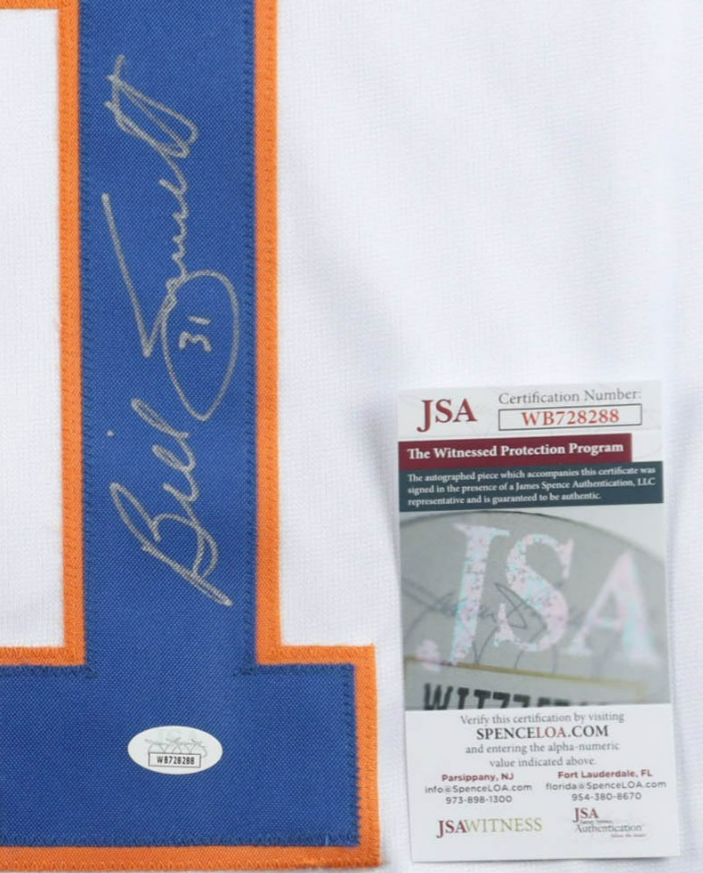 Bill Smith
31
WB728288
JSA
Certification Number:
WB728288
The Witnessed Protection Program
The autographed piece which accompanies this certificate was
signed in the presence of a James Spence Authentication, LLC
representative and is guaranteed to be authentic.
JSA
Verify this certification by visiting
SPENCELOA.COM
and entering the alpha-numeric
value indicated above.
Parsippany, NJ
info@SpenceLOA.com
973-898-1300
Fort Lauderdale, FL
florida@SpenceLOA.com
954-380-8670
JSAWITNESS
JSA
Authentication